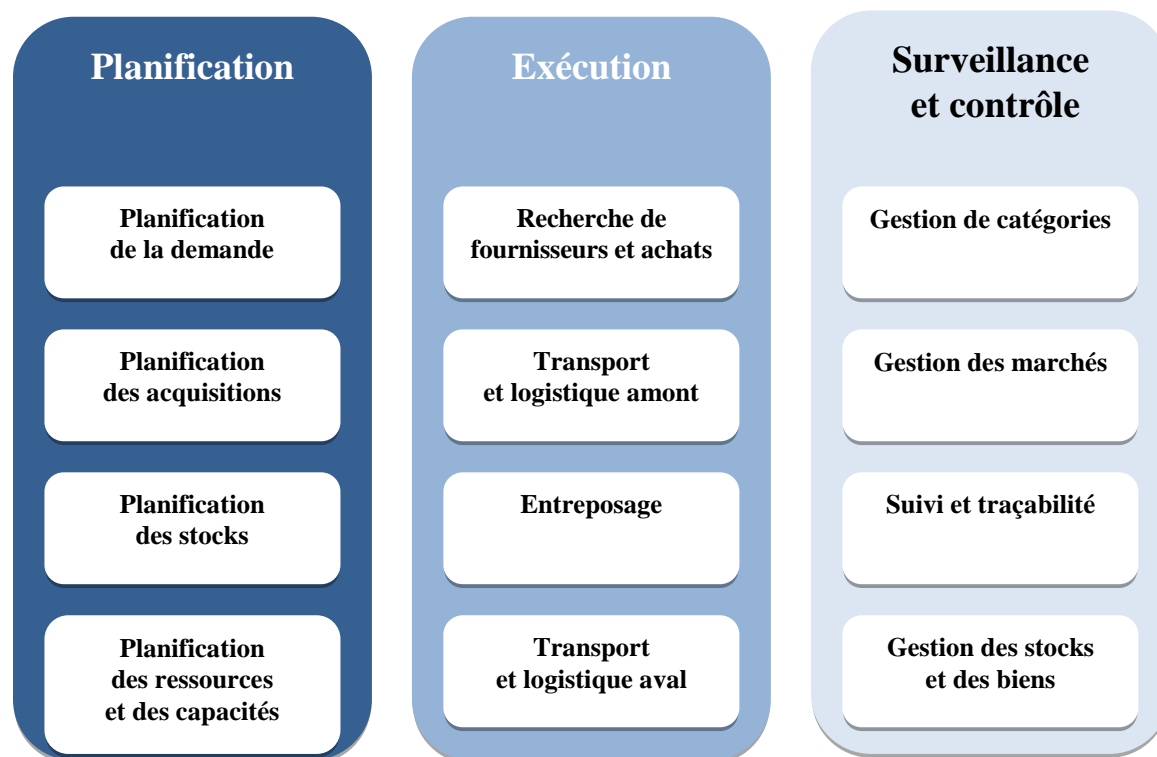 Planification
Planification
de la demande
Planification
des acquisitions
Planification
des stocks
Planification
des ressources
et des capacités
Exécution
Recherche de
fournisseurs et achats
Transport
et logistique amont
Entreposage
Transport
et logistique aval
Surveillance
et contrôle
Gestion de catégories
Gestion des marchés
Suivi et traçabilité
Gestion des stocks
et des biens